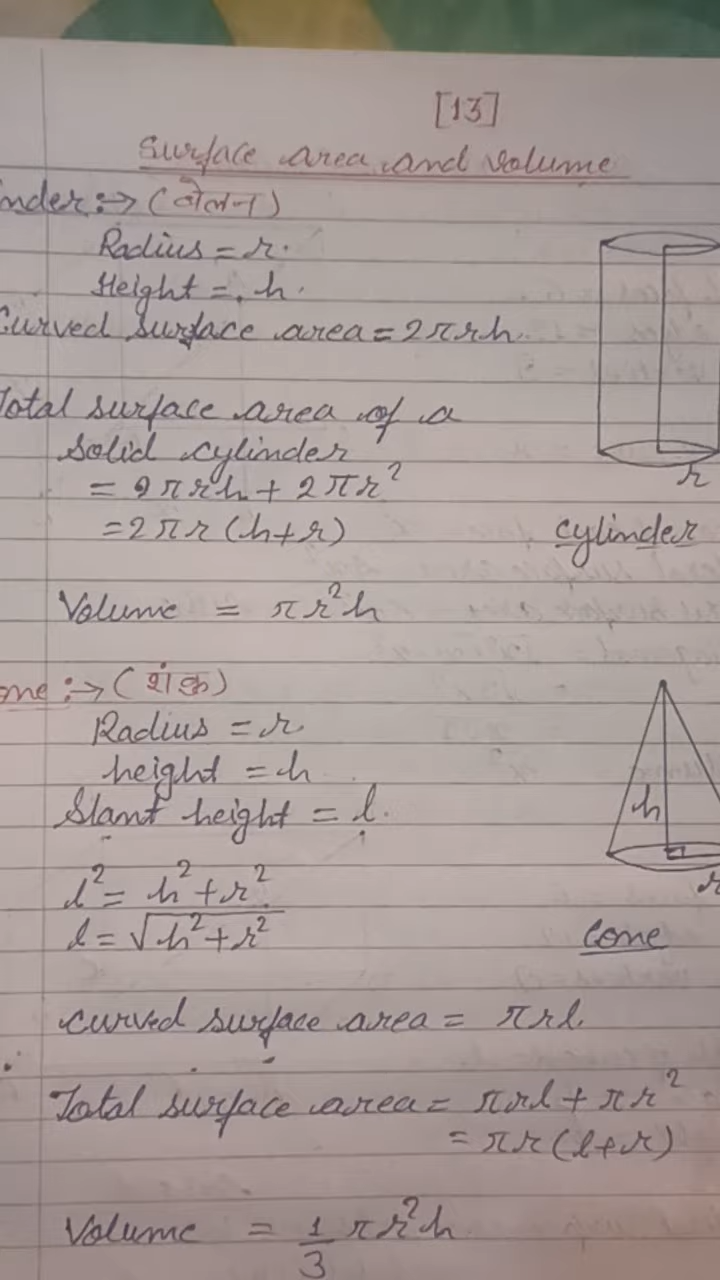 [13]
Surface area and volume
inder :→ (बेलन)
Radius = r.
Height = h.
Curved surface area = 2πrh.
Total surface area of a
solid cylinder
= 2πrh + 2πr²
= 2πr (h+r)
r
cylinder
Volume = πr²h
one :→ (शंकु)
Radius = r
height = h
Slant height = l.
h
r
l² = h² + r²
l = √h² + r²
Cone
curved surface area = πrl.
Total surface area = πrl + πr²
= πr (l+r)
Volume = 1/3 πr²h